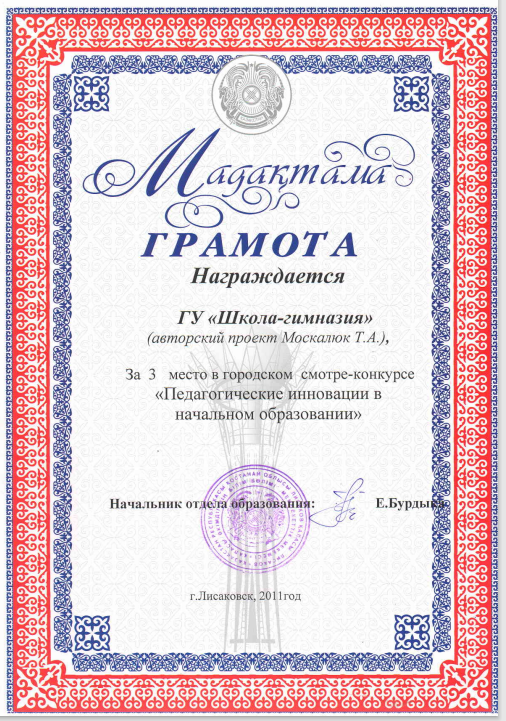 Мадақтама
ГРАМОТА
Награждается
ГУ «Школа-гимназия»
(авторский проект Москалюк Т.А.),
За 3 место в городском смотре-конкурсе
«Педагогические инновации в
начальном образовании»
Начальник отдела образования: Е.Бурдыка
г.Лисаковск, 2011год